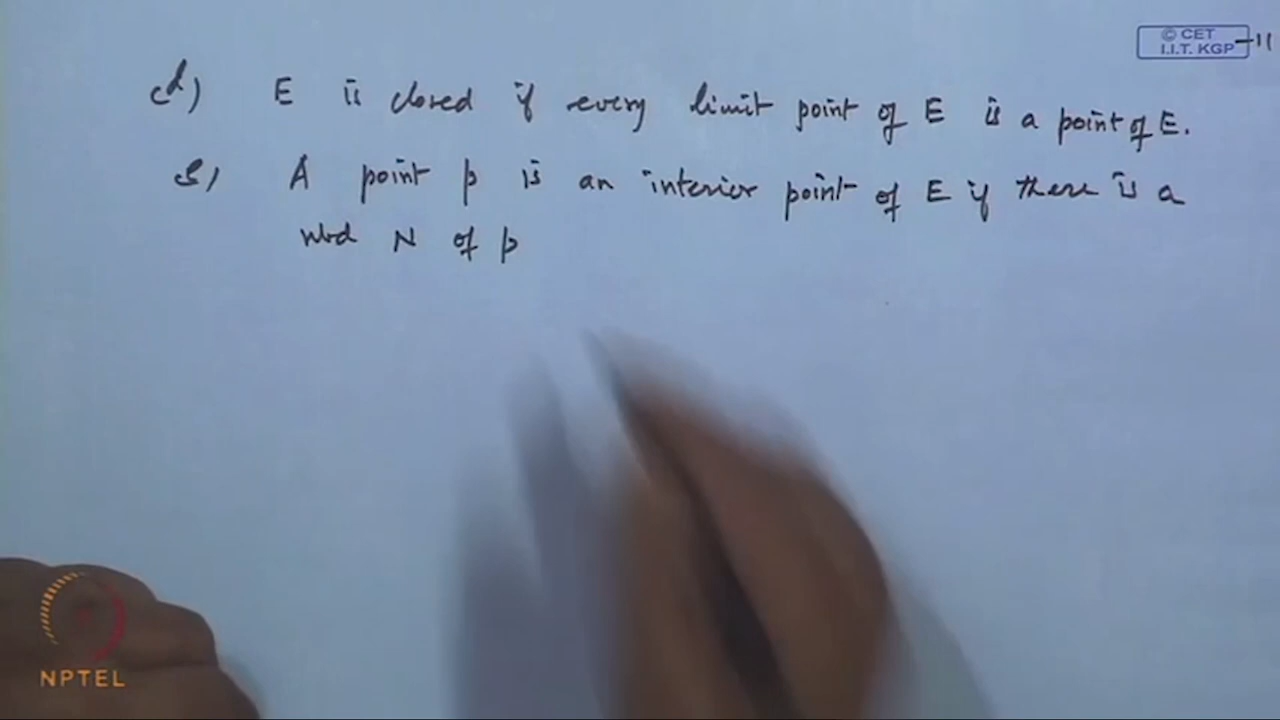 © CET
I.I.T. KGP
-11
d) E is closed if every limit point of E is a point of E.
A point p is an interior point of E if there is a
nbd N of p
NPTEL